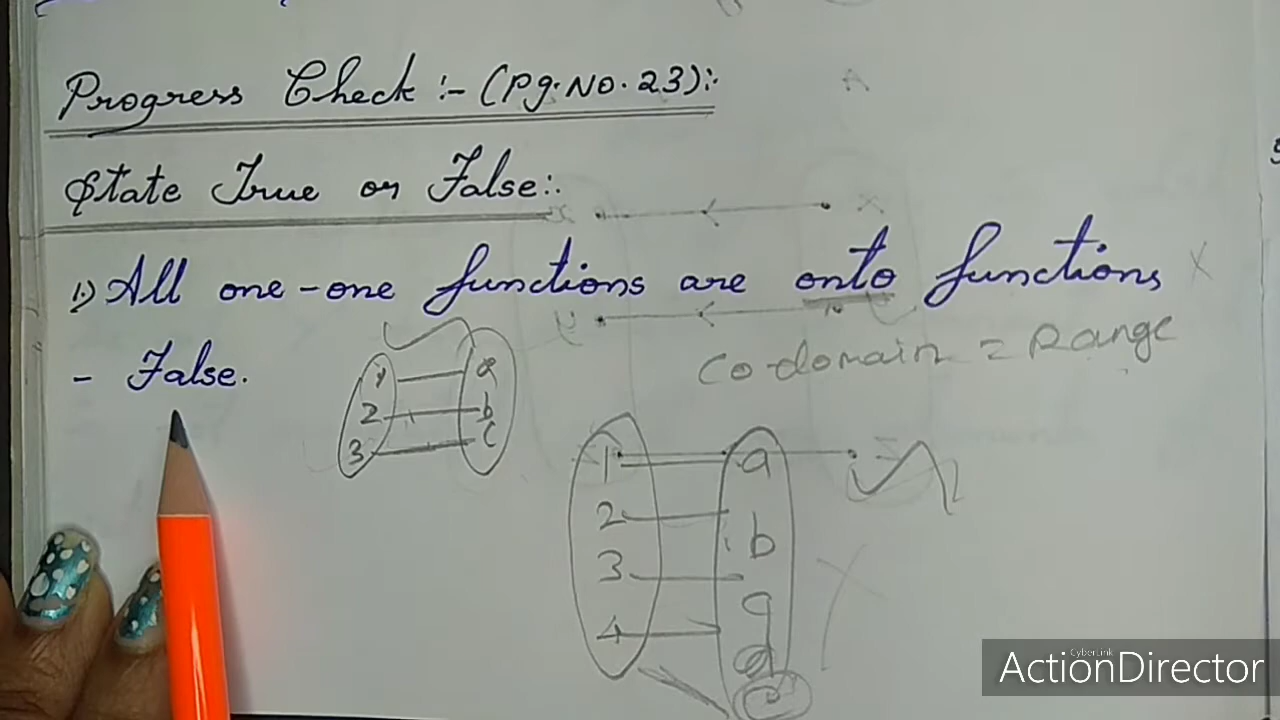 Progress Check :- (Pg.No.23):
State True or False:.
1.) All one-one functions are onto functions
- False.
Co-domain = Range
1 a
2 b
3 c
1 a
2 b
3
4
CyberLink
ActionDirector